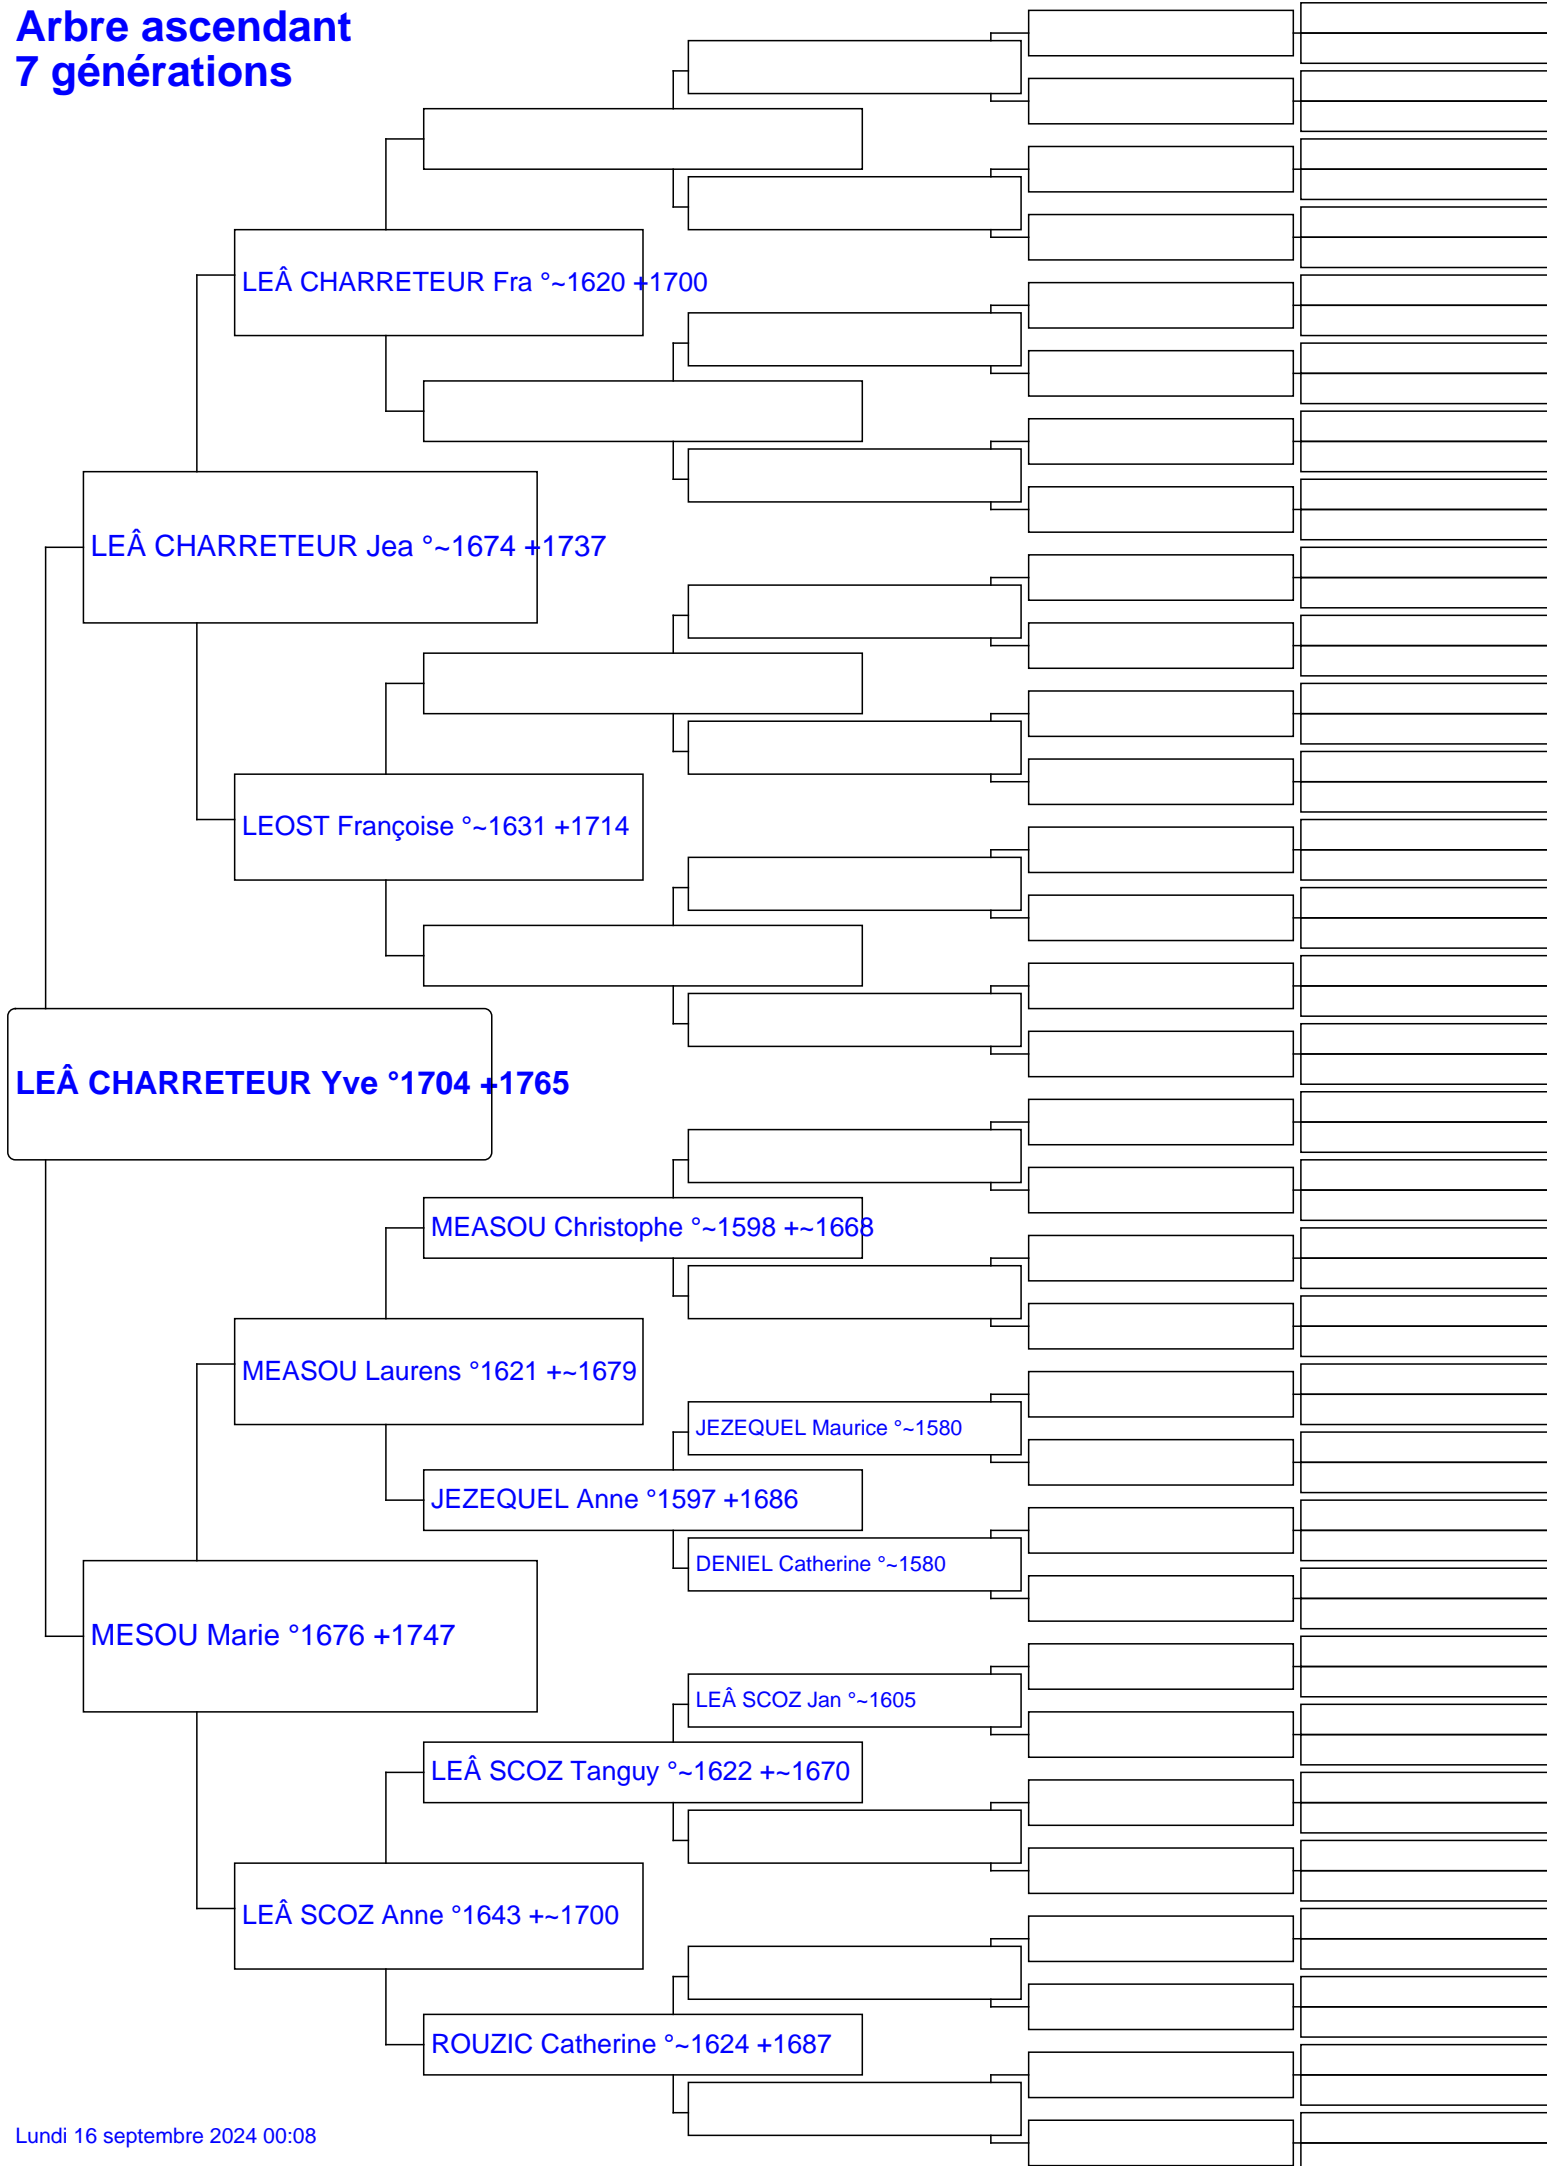 Arbre ascendant
7 générations
LEÂ CHARRETEUR Fra °~1620 +1700
LEÂ CHARRETEUR Jea °~1674 +1737
LEOST Françoise °~1631 +1714
LEÂ CHARRETEUR Yve °1704 +1765
MEASOU Christophe °~1598 +~1668
MEASOU Laurens °1621 +~1679
JEZEQUEL Maurice °~1580
JEZEQUEL Anne °1597 +1686
DENIEL Catherine °~1580
MESOU Marie °1676 +1747
LEÂ SCOZ Jan °~1605
LEÂ SCOZ Tanguy °~1622 +~1670
LEÂ SCOZ Anne °1643 +~1700
ROUZIC Catherine °~1624 +1687
Lundi 16 septembre 2024 00:08